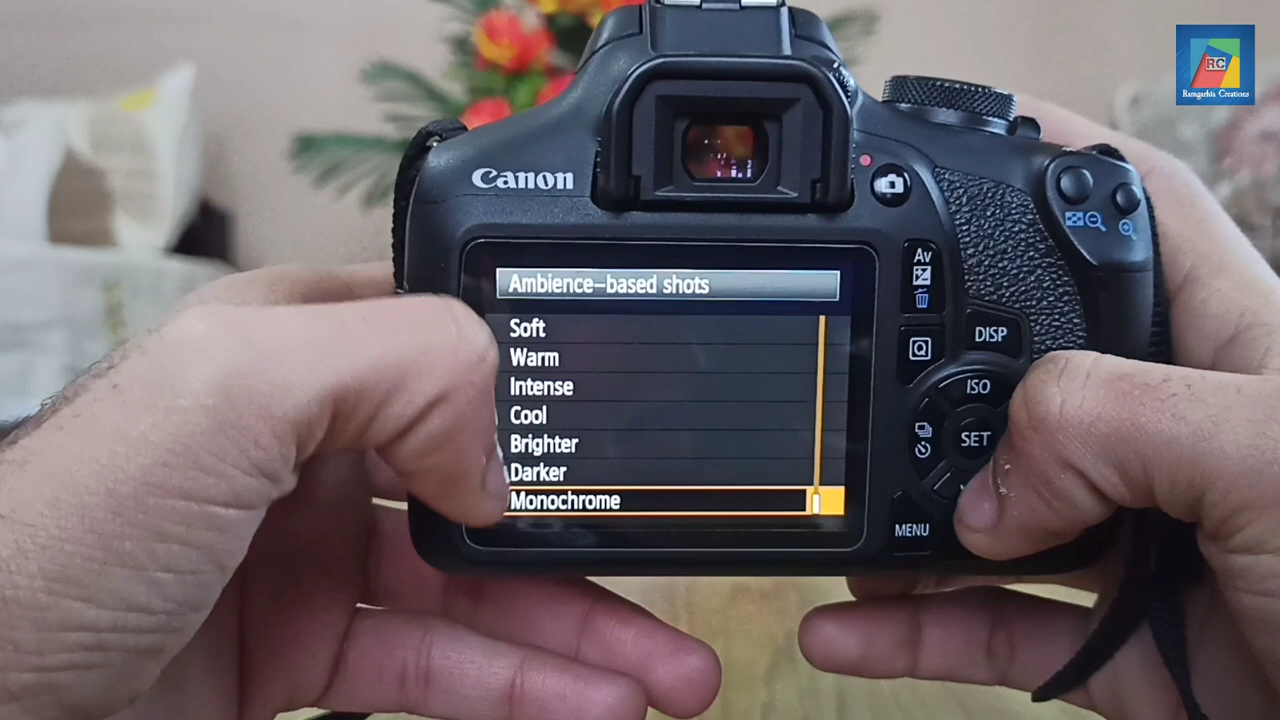 RC
Ramgarhia Creations
Canon
Av
Ambience-based shots
Soft
Warm
Intense
Cool
Brighter
Darker
Monochrome
DISP
Q
ISO
SET
MENU